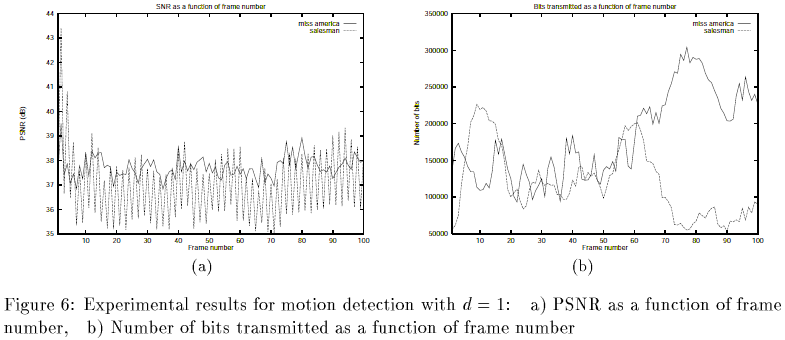 SNR as a function of frame number
miss america
salesman
PSNR (dB)
44
43
42
41
40
39
38
37
36
35
10 20 30 40 50 60 70 80 90 100
Frame number
(a)
Bits transmitted as a function of frame number
miss america
salesman
Number of bits
350000
300000
250000
200000
150000
100000
50000
10 20 30 40 50 60 70 80 90 100
Frame number
(b)
Figure 6: Experimental results for motion detection with d = 1: a) PSNR as a function of frame
number, b) Number of bits transmitted as a function of frame number